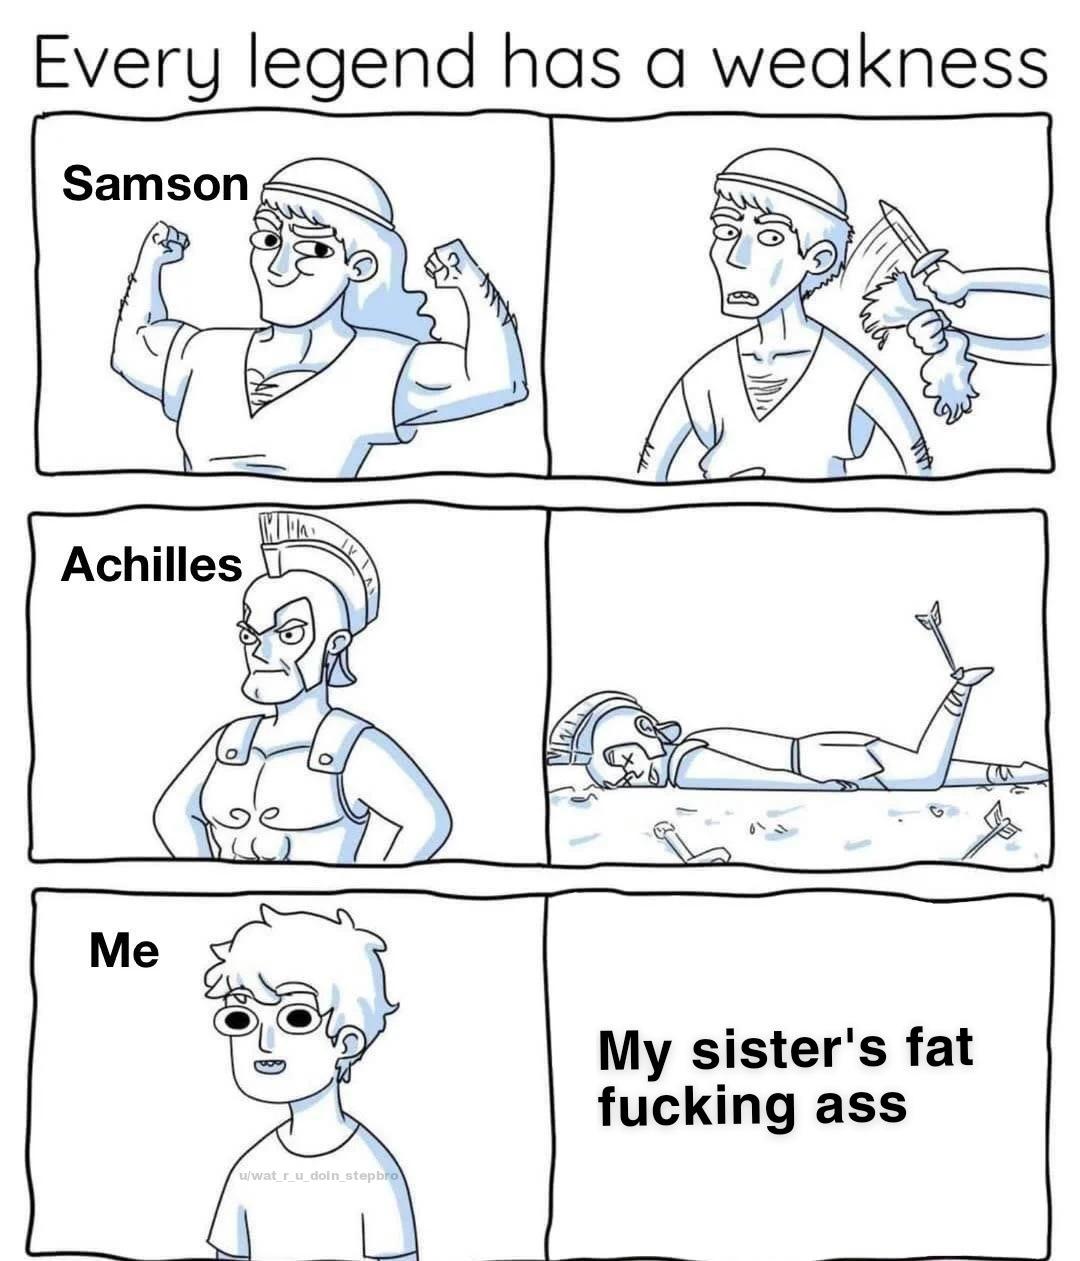 Every legend has a weakness
Samson
Achilles
Me
My sister's fat
fucking ass
u/wat_r_u_doin_stepbro